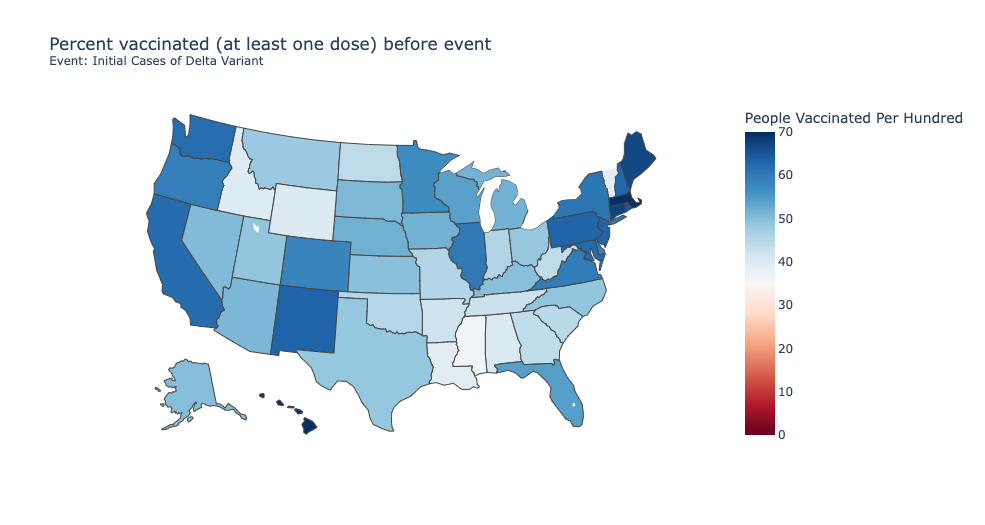 Percent vaccinated (at least one dose) before event
Event: Initial Cases of Delta Variant
People Vaccinated Per Hundred
70
60
50
40
30
20
10
0